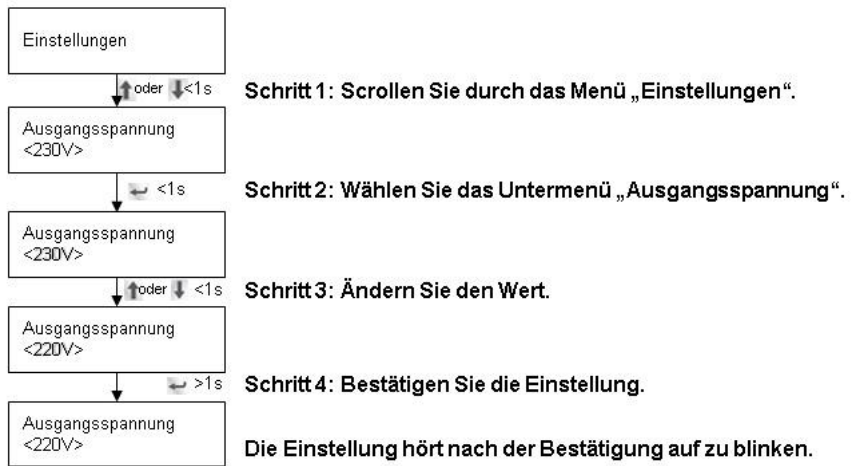 Einstellungen
oder <1s
Schritt 1: Scrollen Sie durch das Menü „Einstellungen“.
Ausgangsspannung
<230V>
<1s
Schritt 2: Wählen Sie das Untermenü „Ausgangsspannung“.
Ausgangsspannung
<230V>
oder <1s
Schritt 3: Ändern Sie den Wert.
Ausgangsspannung
<220V>
>1s
Schritt 4: Bestätigen Sie die Einstellung.
Ausgangsspannung
<220V>
Die Einstellung hört nach der Bestätigung auf zu blinken.